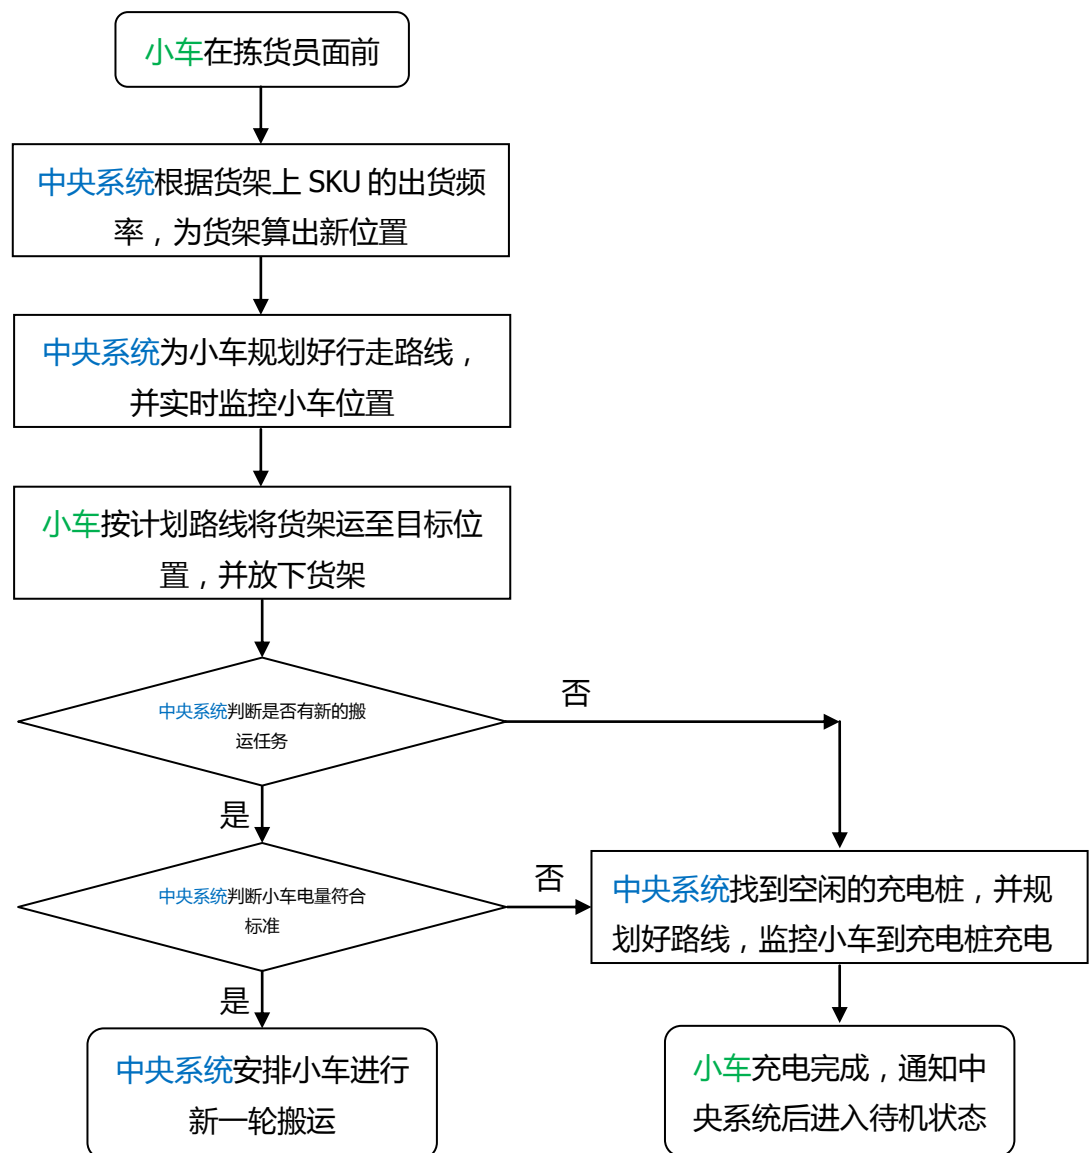 小车在拣货员面前
中央系统根据货架上 SKU 的出货频
率，为货架算出新位置
中央系统为小车规划好行走路线，
并实时监控小车位置
小车按计划路线将货架运至目标位
置，并放下货架
中央系统判断是否有新的搬
运任务
否
是
中央系统判断小车电量符合
标准
否
中央系统找到空闲的充电桩，并规
划好路线，监控小车到充电桩充电
是
中央系统安排小车进行
新一轮搬运
小车充电完成，通知中
央系统后进入待机状态